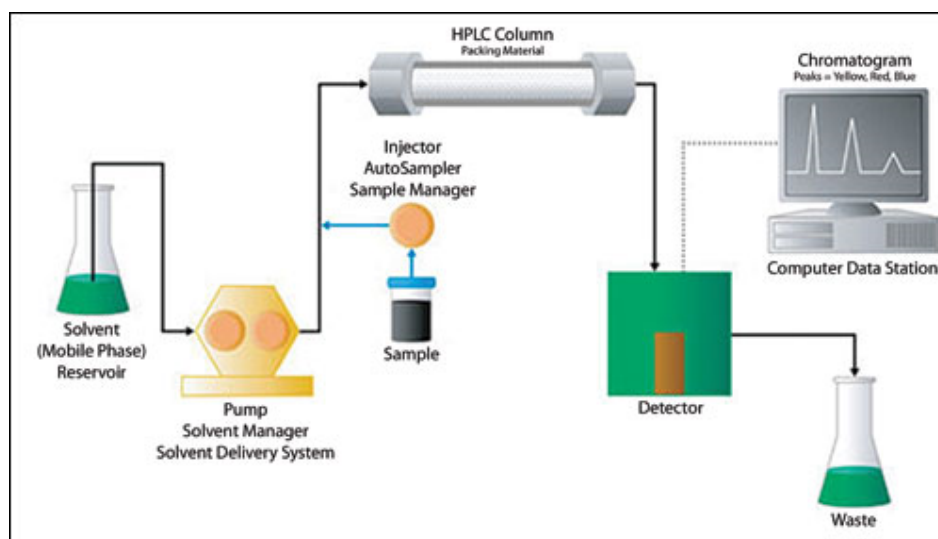 HPLC Column
Packing Material
Chromatogram
Peaks = Yellow, Red, Blue
Injector
AutoSampler
Sample Manager
Computer Data Station
Solvent
(Mobile Phase)
Reservoir
Sample
Pump
Solvent Manager
Solvent Delivery System
Detector
Waste